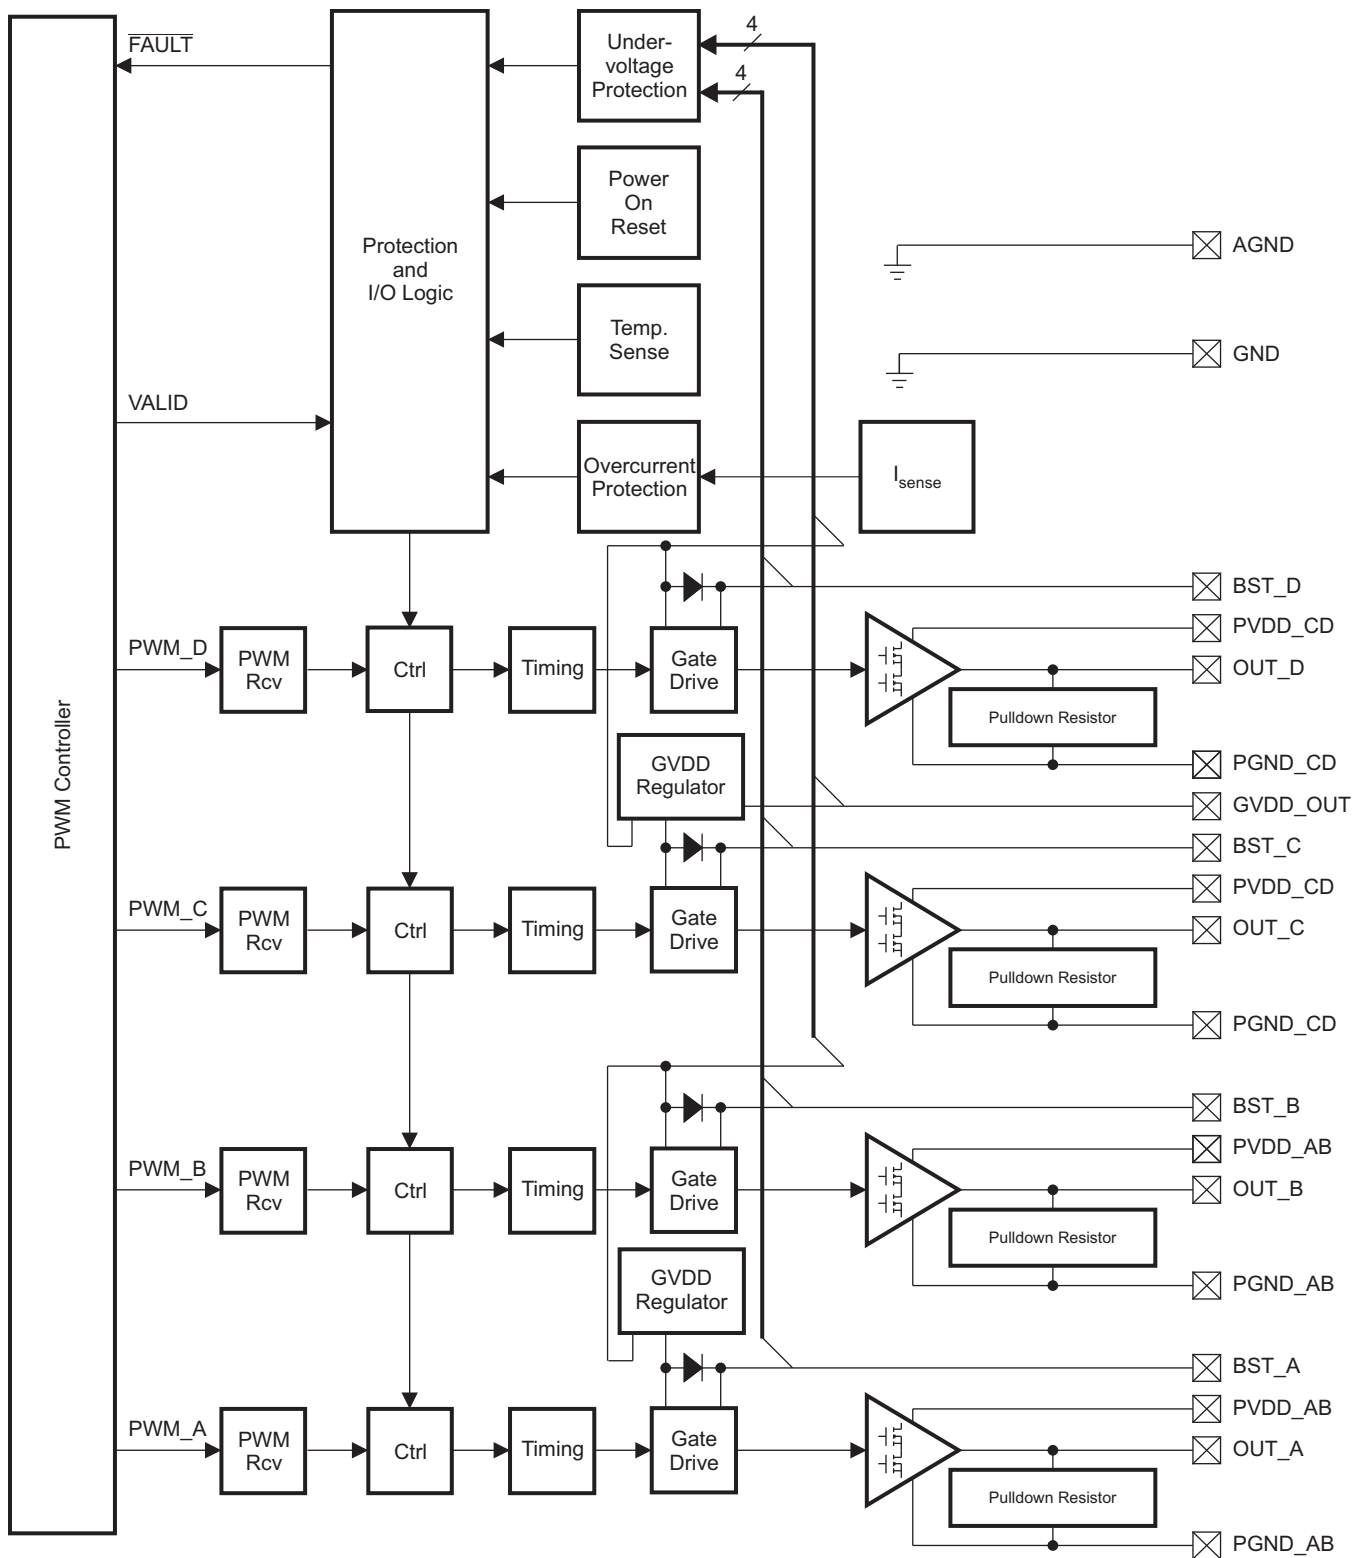 FAULT
Under-
voltage
Protection
4
4
Power
On
Reset
Protection
and
I/O Logic
AGND
Temp.
Sense
GND
VALID
Overcurrent
Protection
Isense
BST_D
PVDD_CD
PWM_D
PWM
Rcv
Ctrl
Timing
Gate
Drive
OUT_D
Pulldown Resistor
PWM Controller
GVDD
Regulator
PGND_CD
GVDD_OUT
BST_C
PVDD_CD
PWM_C
PWM
Rcv
Ctrl
Timing
Gate
Drive
OUT_C
Pulldown Resistor
PGND_CD
BST_B
PVDD_AB
PWM_B
PWM
Rcv
Ctrl
Timing
Gate
Drive
OUT_B
Pulldown Resistor
GVDD
Regulator
PGND_AB
BST_A
PVDD_AB
PWM_A
PWM
Rcv
Ctrl
Timing
Gate
Drive
OUT_A
Pulldown Resistor
PGND_AB